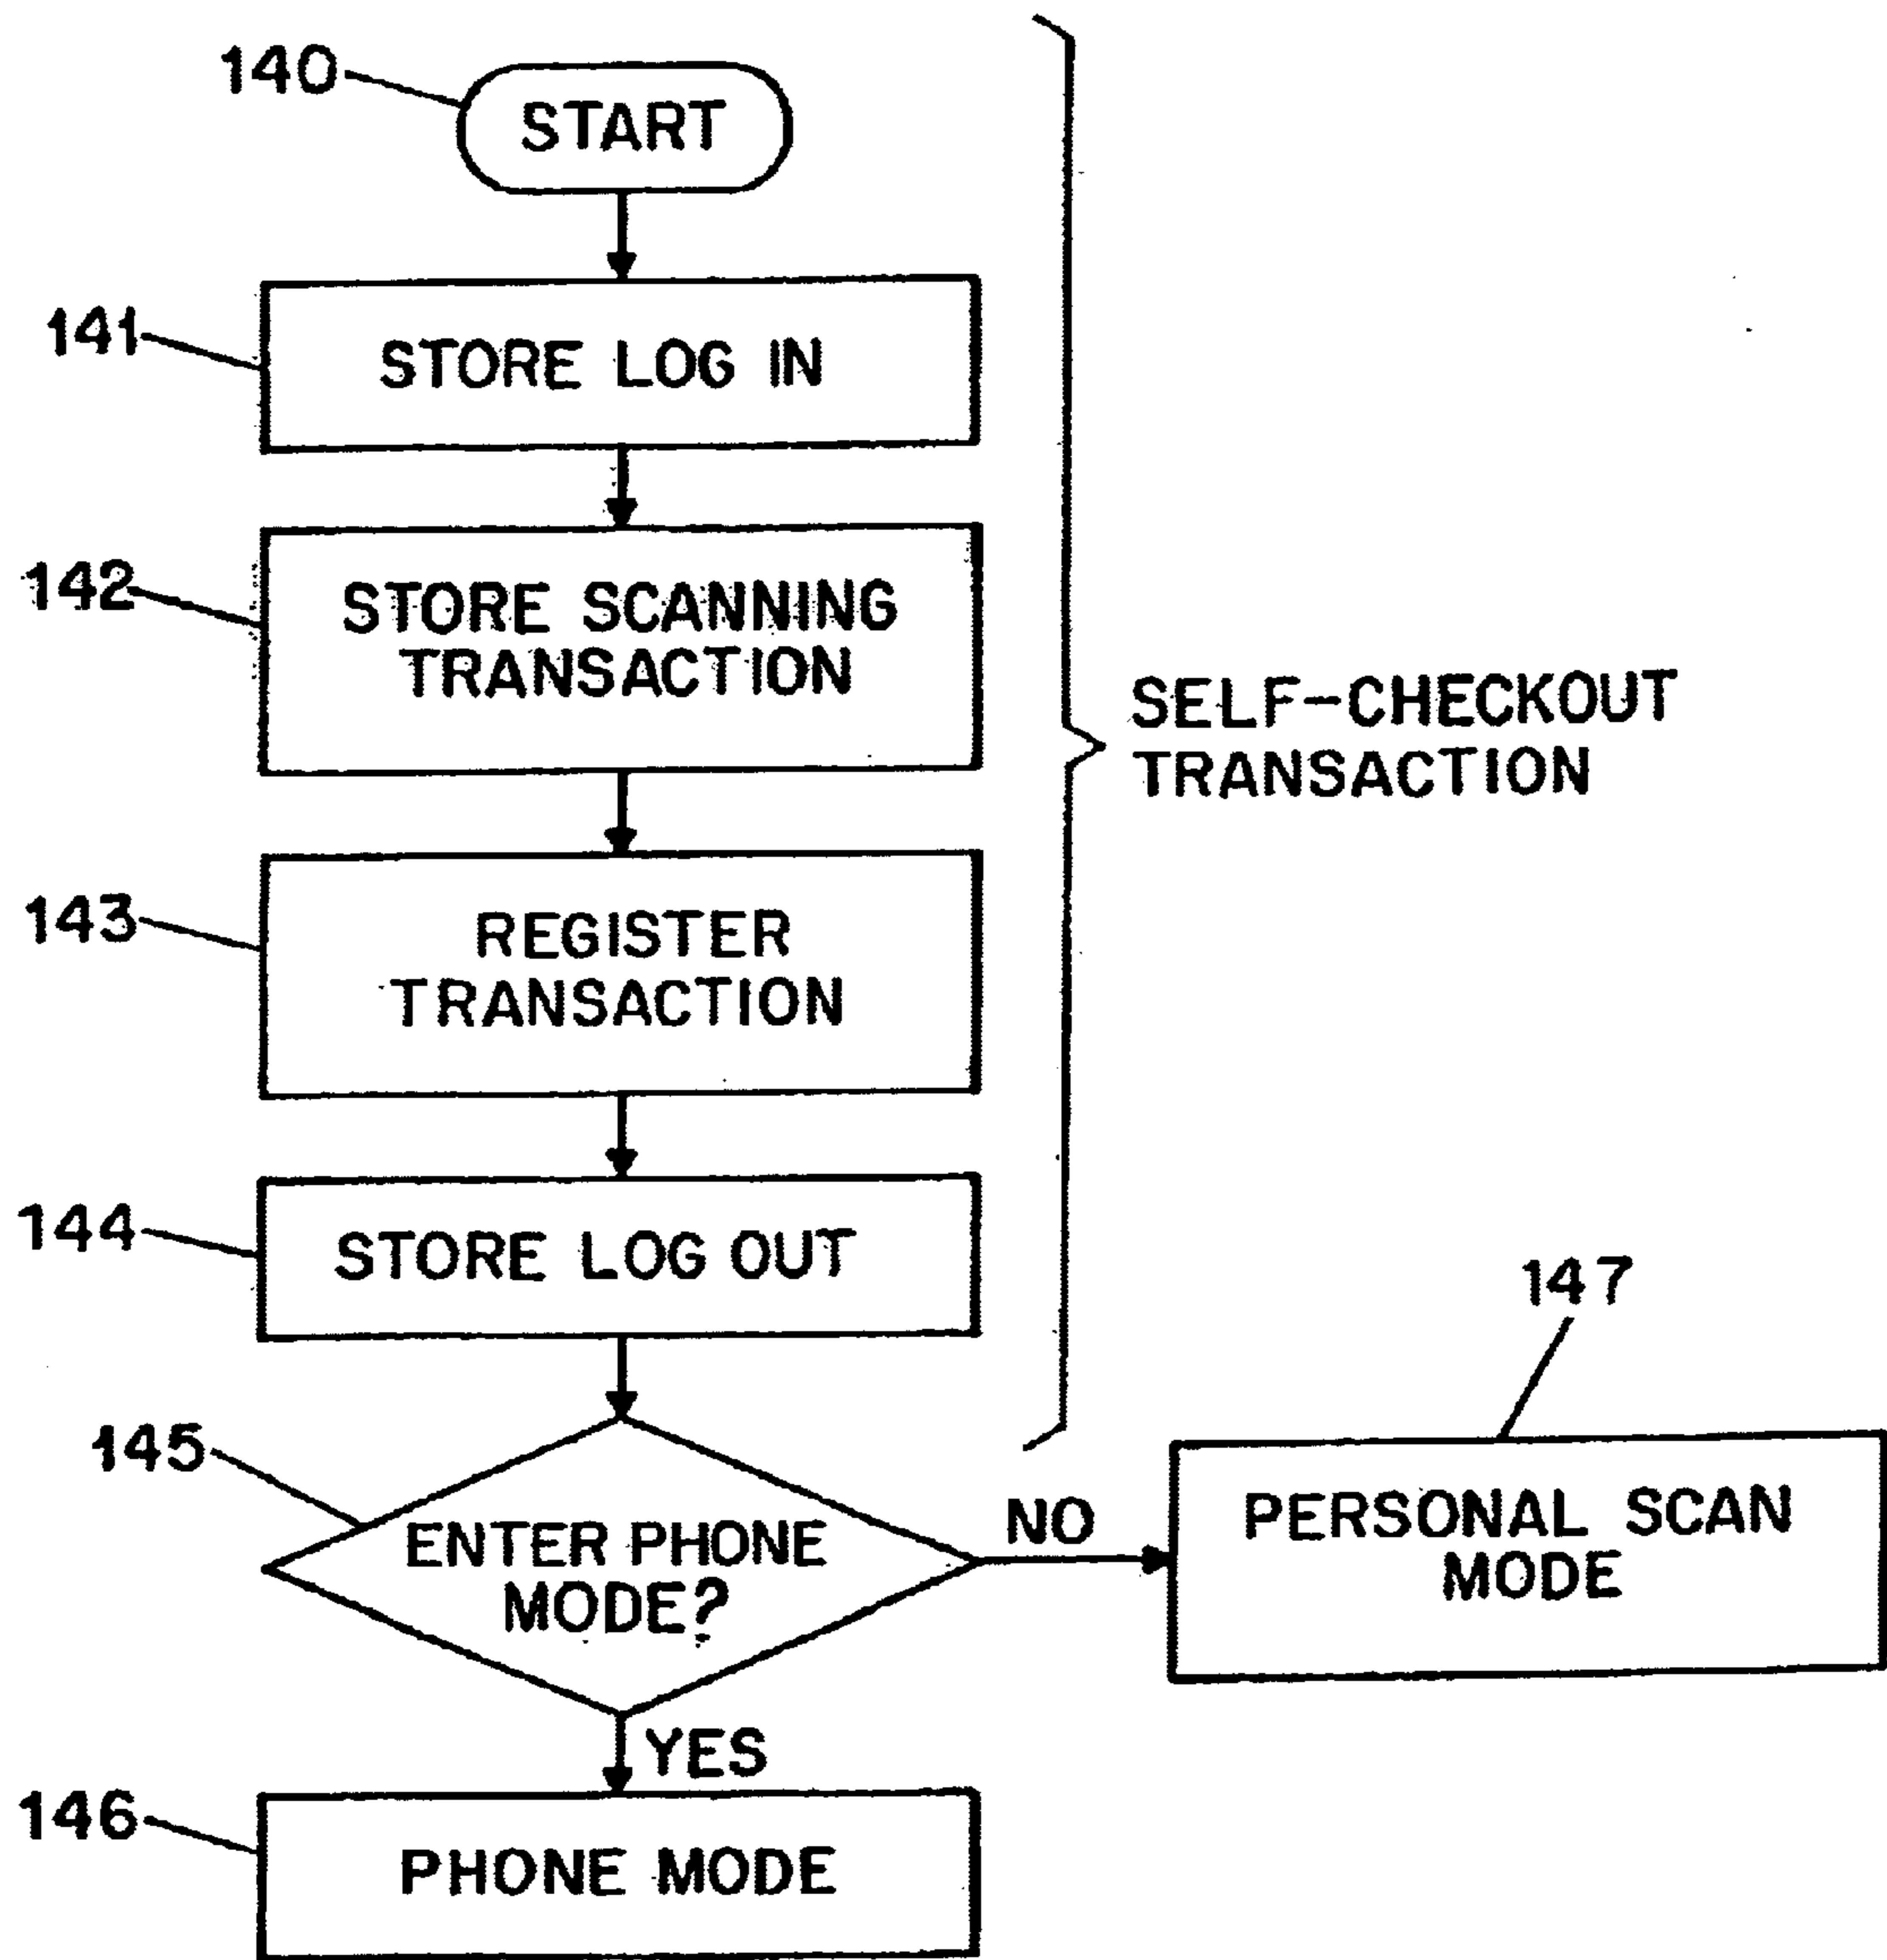 140
START
141
STORE LOG IN
142
STORE SCANNING
TRANSACTION
SELF-CHECKOUT
TRANSACTION
143
REGISTER
TRANSACTION
144
STORE LOG OUT
147
145
ENTER PHONE
MODE?
NO
PERSONAL SCAN
MODE
YES
146
PHONE MODE